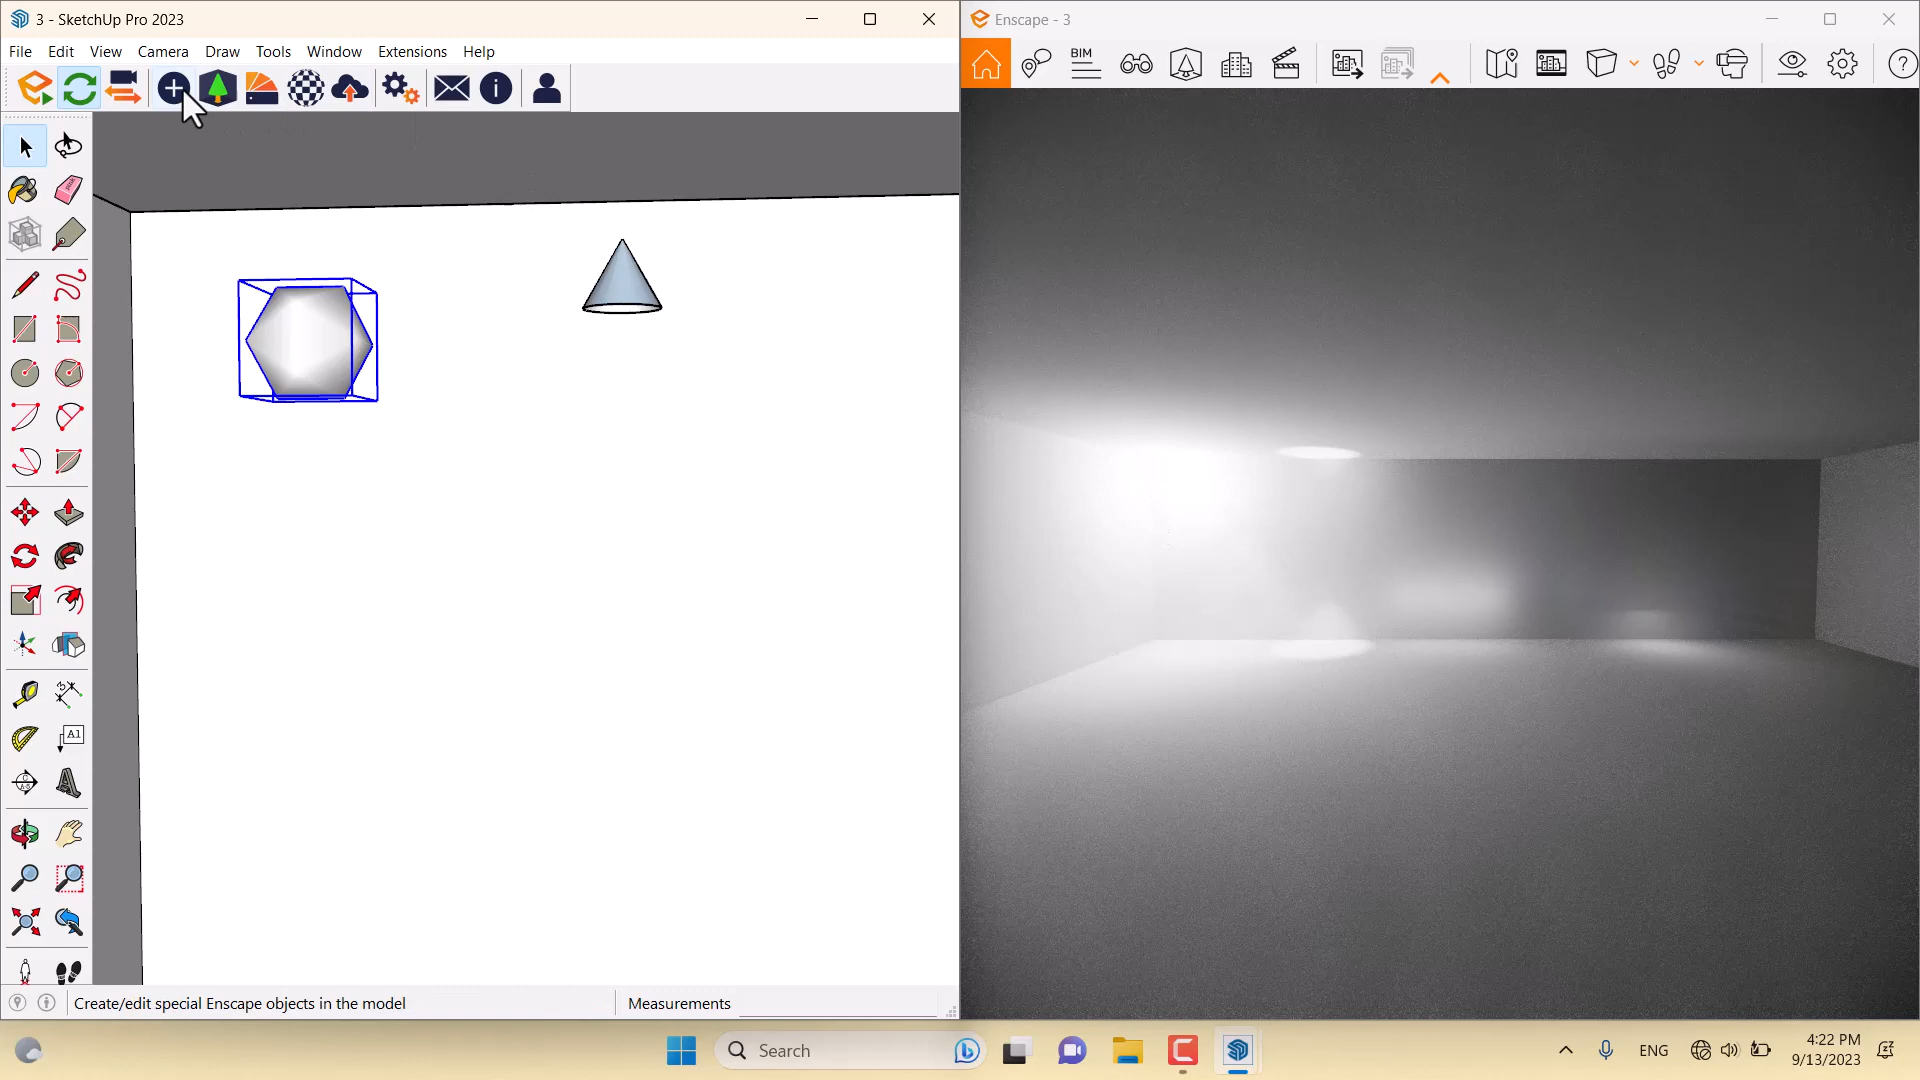 3 - SketchUp Pro 2023
Enscape - 3
File Edit View Camera Draw Tools Window Extensions Help
BIM
A1
Create/edit special Enscape objects in the model
Measurements
Search
ENG
4:22 PM
9/13/2023